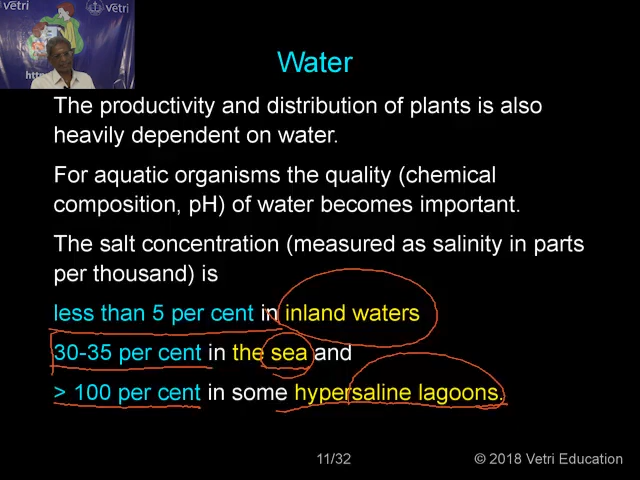 Vetri
Vetri
Water
The productivity and distribution of plants is also
heavily dependent on water.
For aquatic organisms the quality (chemical
composition, pH) of water becomes important.
The salt concentration (measured as salinity in parts
per thousand) is
less than 5 per cent in inland waters
30-35 per cent in the sea and
> 100 per cent in some hypersaline lagoons.
11/32
© 2018 Vetri Education